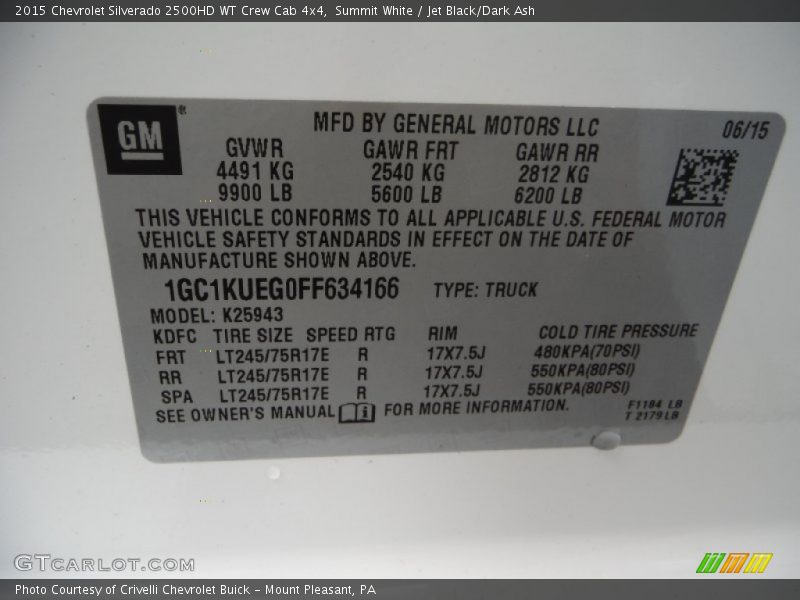 2015 Chevrolet Silverado 2500HD WT Crew Cab 4x4, Summit White / Jet Black/Dark Ash
GM®
MFD BY GENERAL MOTORS LLC 06/15
GVWR GAWR FRT GAWR RR
4491 KG 2540 KG 2812 KG
9900 LB 5600 LB 6200 LB
THIS VEHICLE CONFORMS TO ALL APPLICABLE U.S. FEDERAL MOTOR
VEHICLE SAFETY STANDARDS IN EFFECT ON THE DATE OF
MANUFACTURE SHOWN ABOVE.
1GC1KUEG0FF634166 TYPE: TRUCK
MODEL: K25943
KDFC TIRE SIZE SPEED RTG RIM COLD TIRE PRESSURE
FRT LT245/75R17E R 17X7.5J 480KPA(70PSI)
RR LT245/75R17E R 17X7.5J 550KPA(80PSI)
SPA LT245/75R17E R 17X7.5J 550KPA(80PSI)
SEE OWNER'S MANUAL i FOR MORE INFORMATION.
F1184 LB
T 2179 LB
GTCARLOT.COM
Photo Courtesy of Crivelli Chevrolet Buick – Mount Pleasant, PA